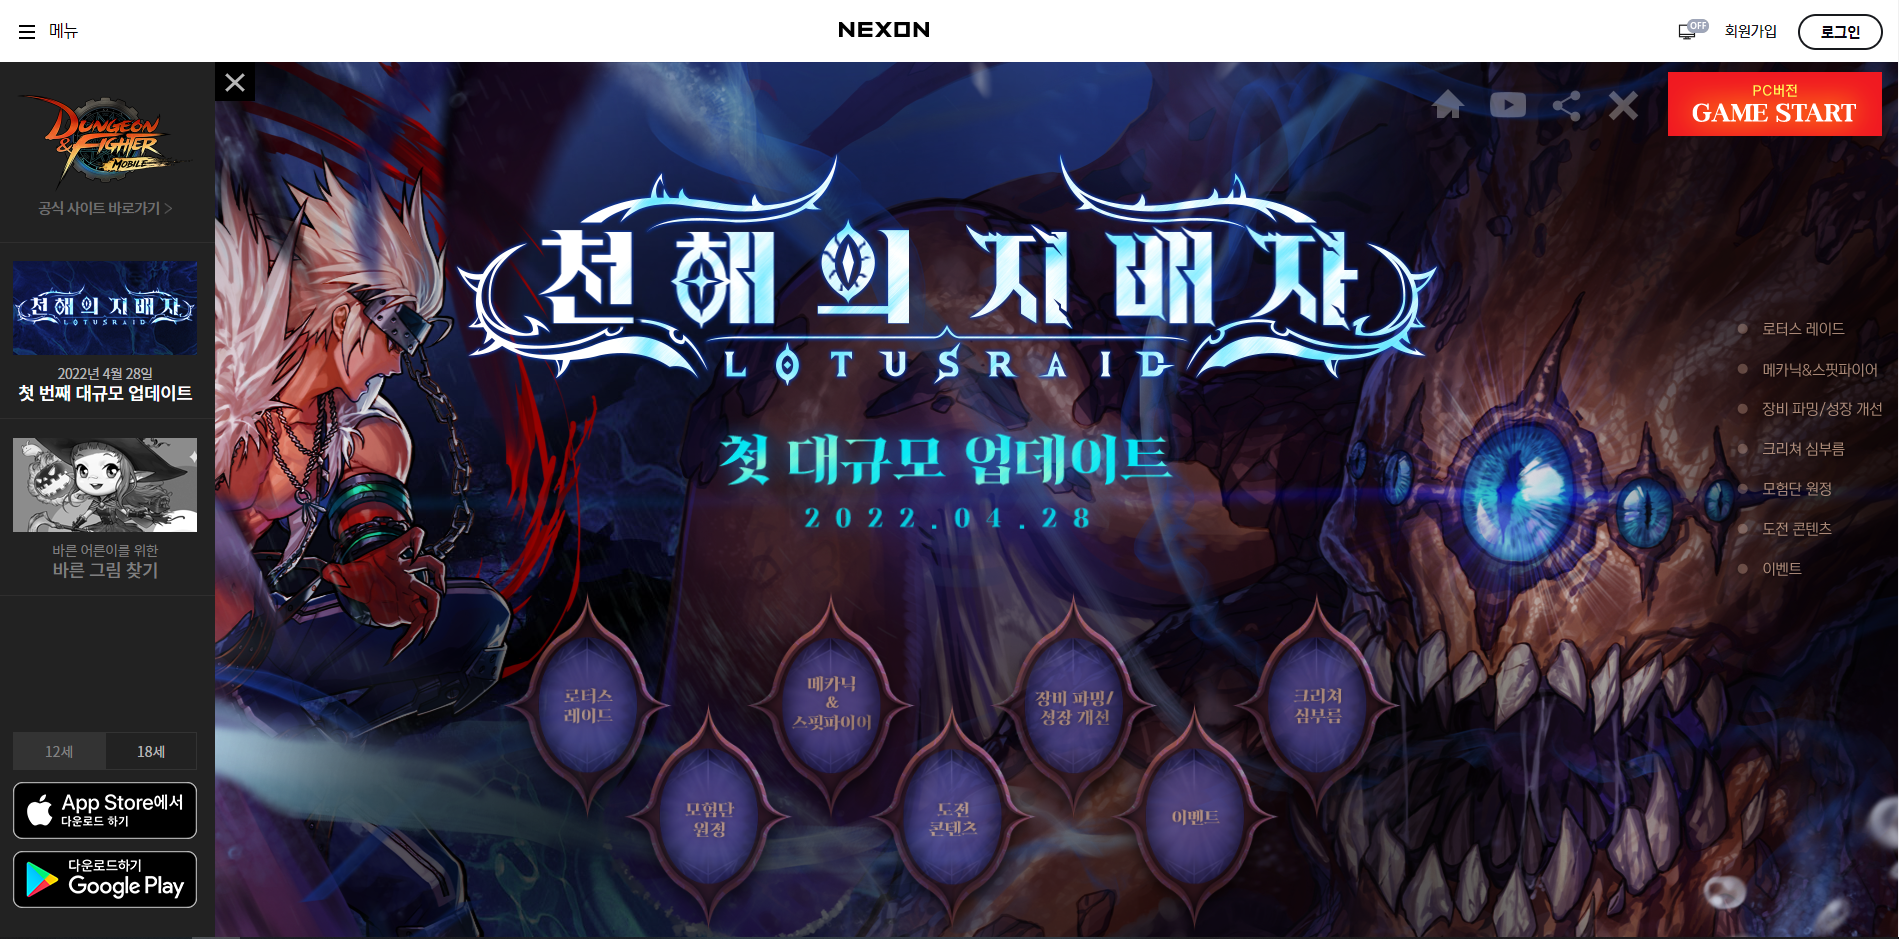 메뉴
NEXON
OFF
회원가입
로그인
DUNGEON
& FIGHTER
MOBILE
공식 사이트 바로가기 >
천해의 지배자
LOTUSRAID
2022년 4월 28일
첫 번째 대규모 업데이트
바른 어른이를 위한
바른 그림 찾기
12세
18세
App Store에서
다운로드 하기
다운로드하기
Google Play
PC버전
GAME START
천해의 지배자
LOTUSRAID
첫 대규모 업데이트
2022.04.28
로터스 레이드
메카닉&스핏파이어
장비 파밍/성장 개선
크리쳐 심부름
모험단 원정
도전 콘텐츠
이벤트
로터스
레이드
메카닉
&
스핏파이어
장비 파밍/
성장 개선
크리쳐
심부름
모험단
원정
도전
콘텐츠
이벤트